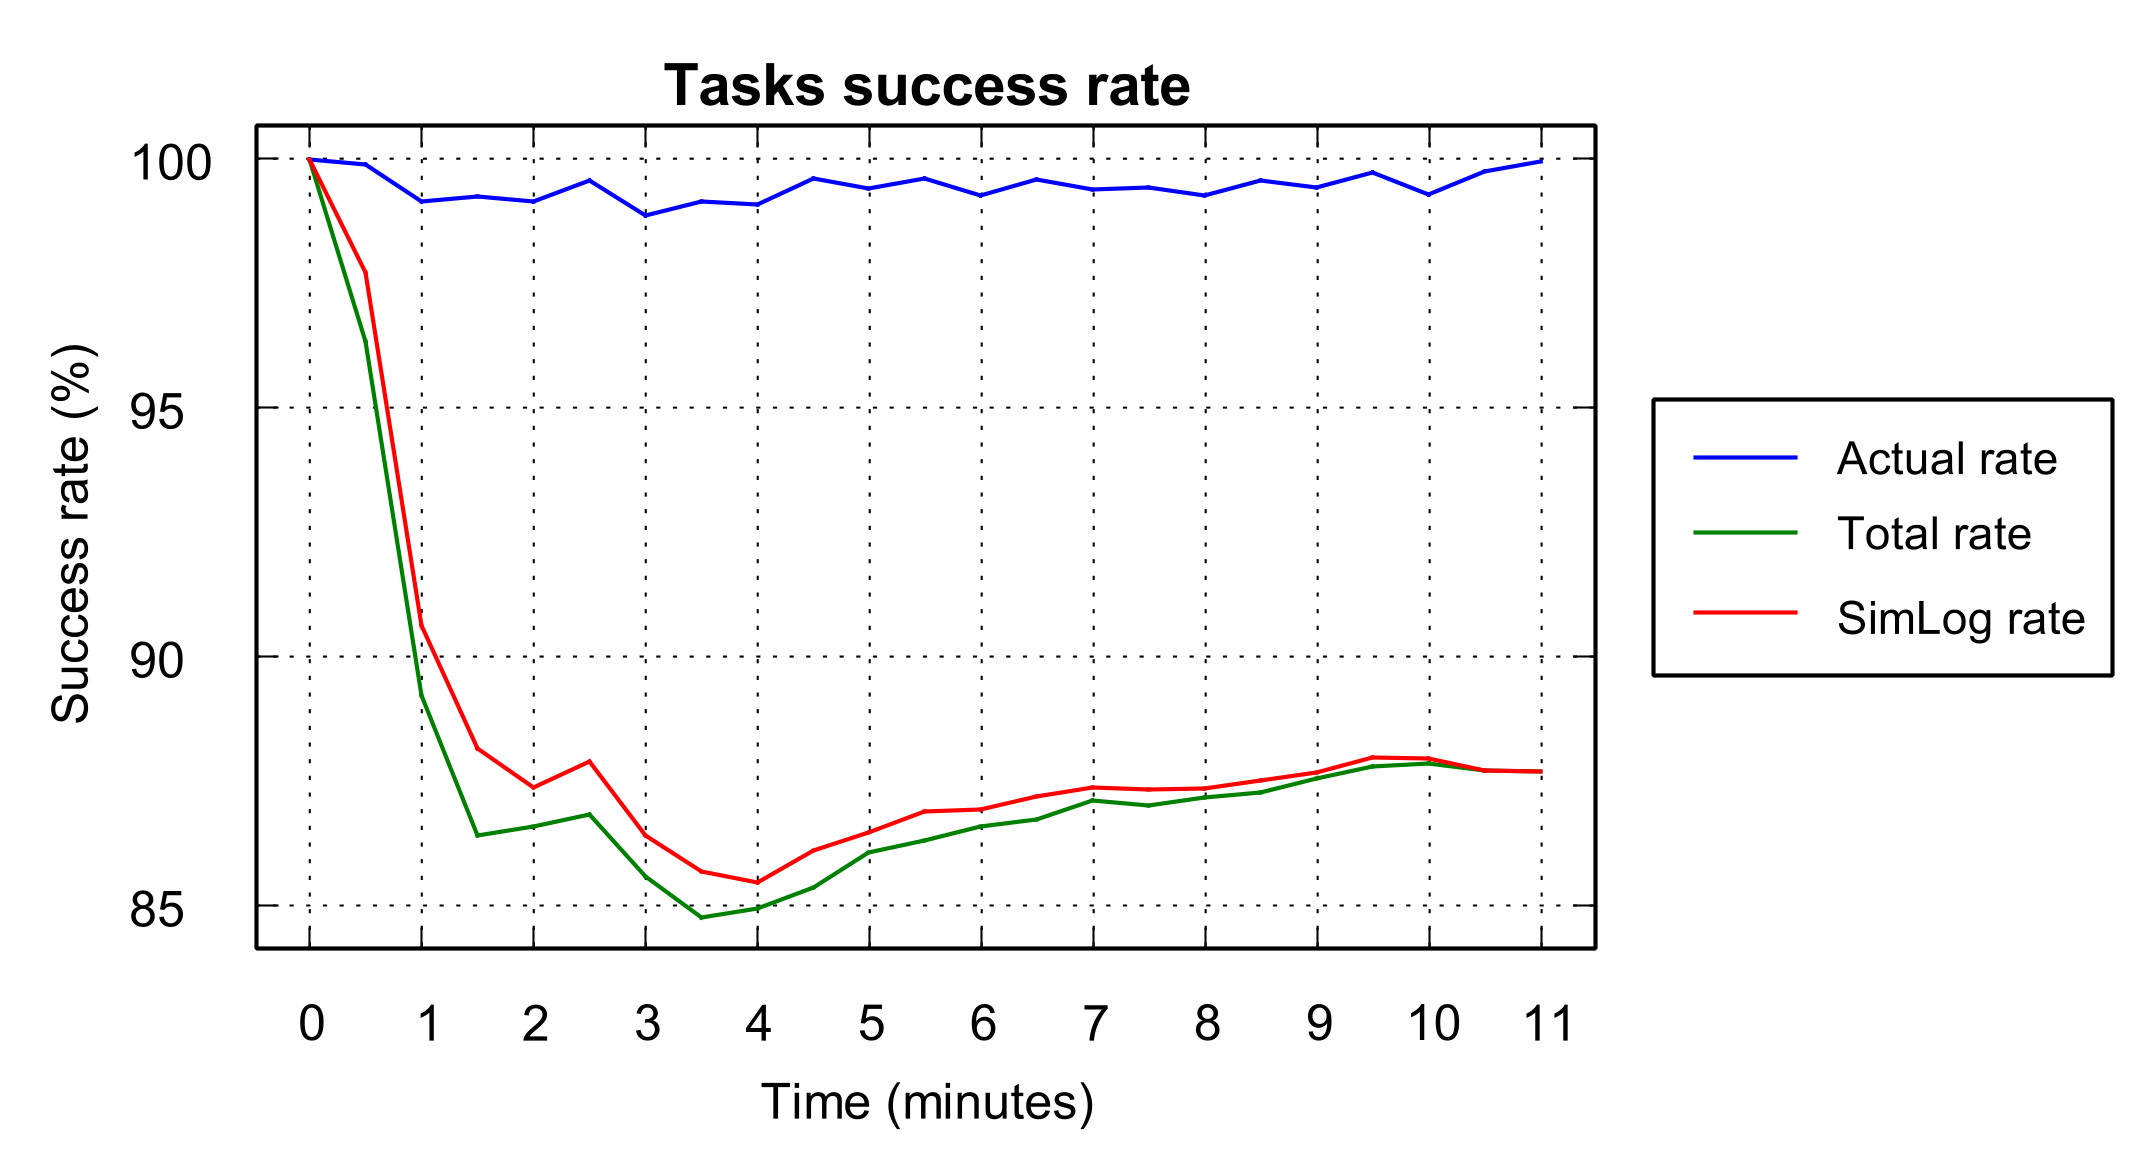 Tasks success rate
100
95
90
85
Success rate (%)
0 1 2 3 4 5 6 7 8 9 10 11
Time (minutes)
Actual rate
Total rate
SimLog rate